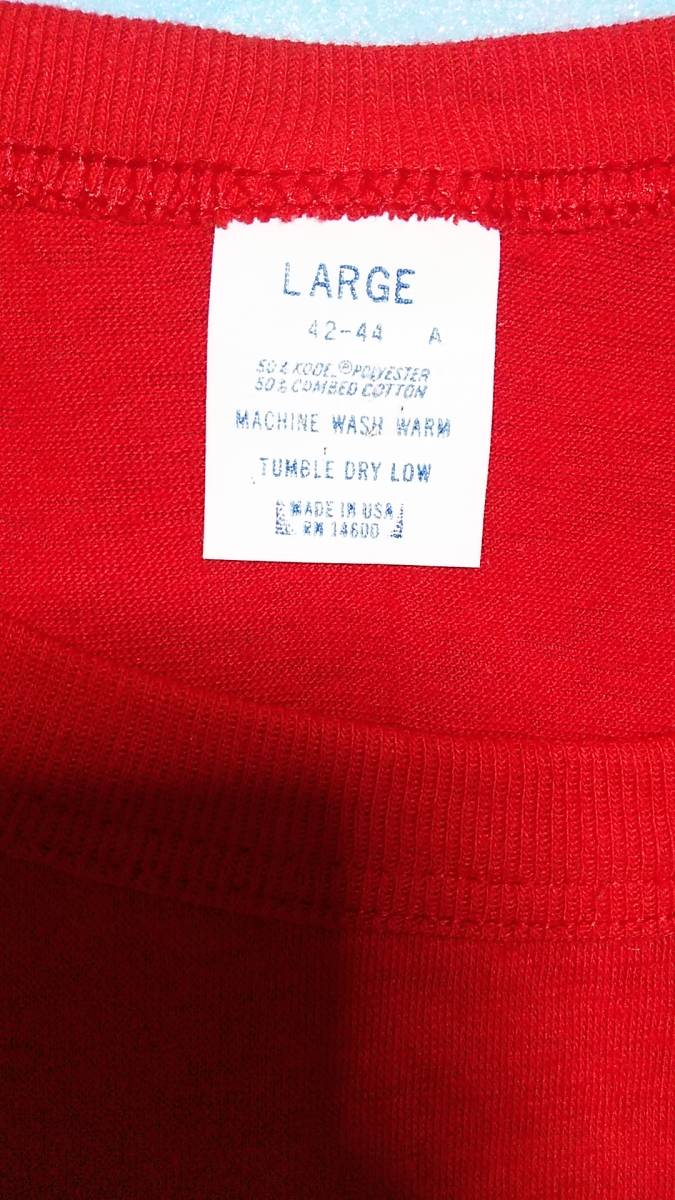 LARGE
42-44 A
50% KODEL®POLYESTER
50% COMBED COTTON
MACHINE WASH WARM
TUMBLE DRY LOW
MADE IN USA
RN 14600